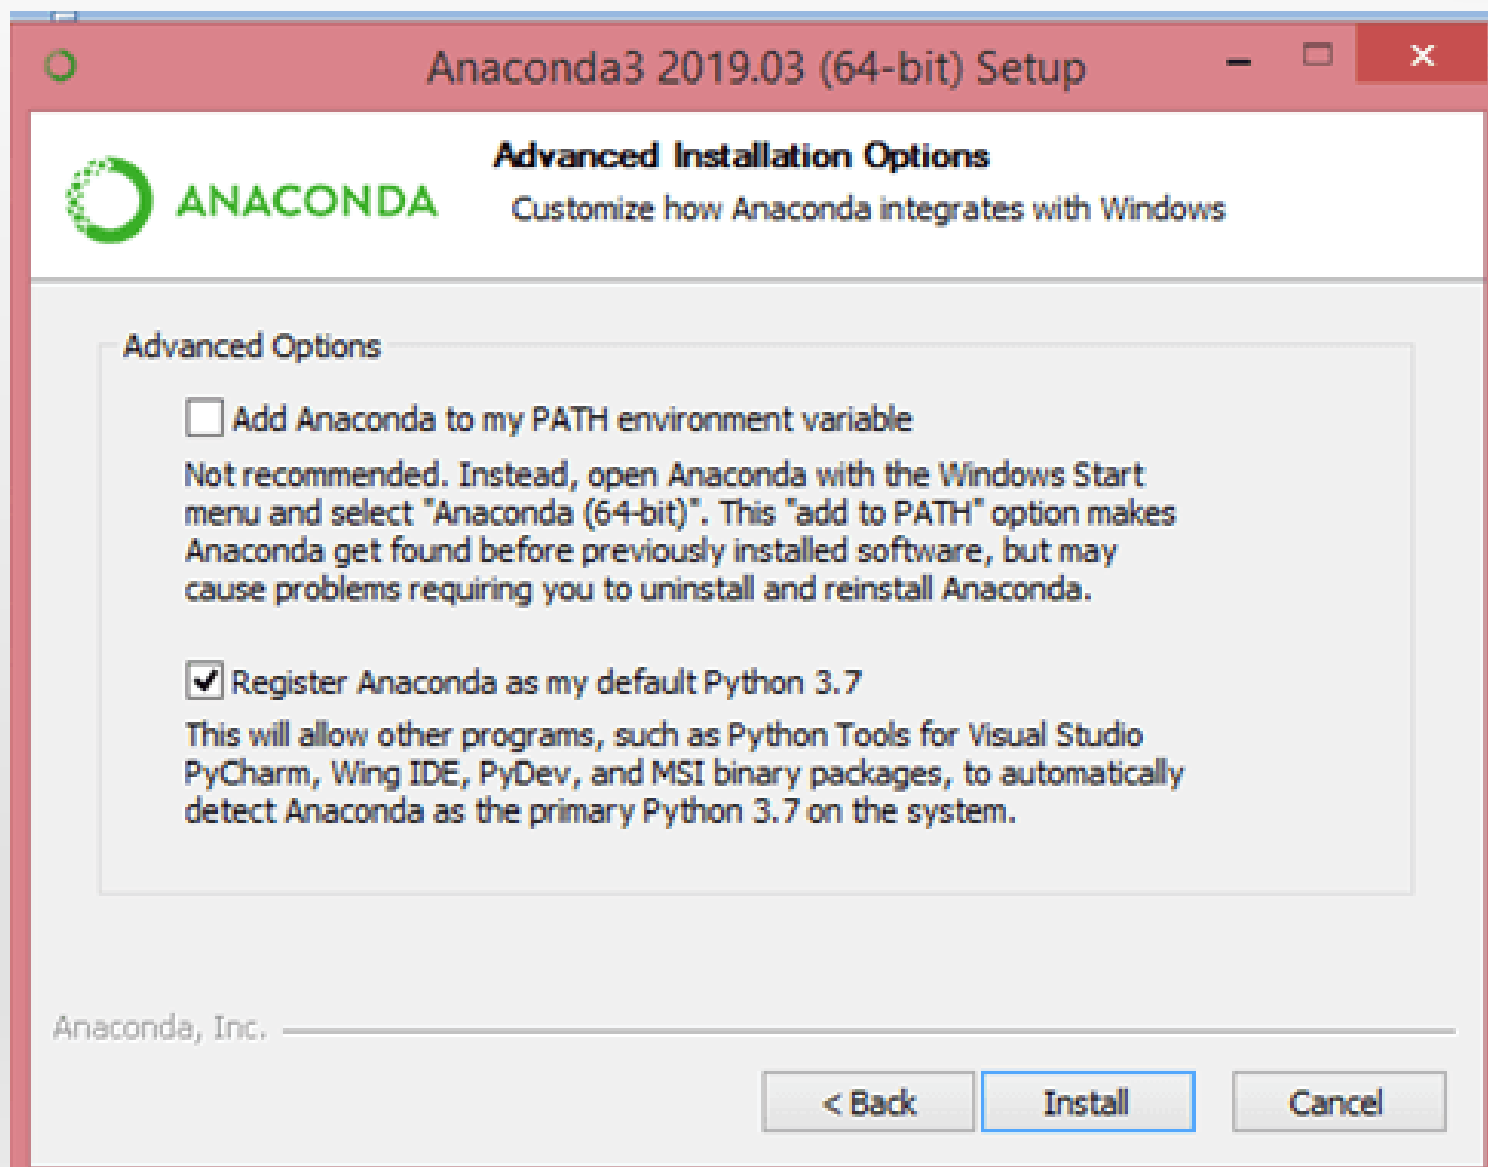 Anaconda3 2019.03 (64-bit) Setup
ANACONDA
Advanced Installation Options
Customize how Anaconda integrates with Windows
Advanced Options
Add Anaconda to my PATH environment variable
Not recommended. Instead, open Anaconda with the Windows Start
menu and select "Anaconda (64-bit)". This "add to PATH" option makes
Anaconda get found before previously installed software, but may
cause problems requiring you to uninstall and reinstall Anaconda.
Register Anaconda as my default Python 3.7
This will allow other programs, such as Python Tools for Visual Studio
PyCharm, Wing IDE, PyDev, and MSI binary packages, to automatically
detect Anaconda as the primary Python 3.7 on the system.
Anaconda, Inc.
< Back
Install
Cancel